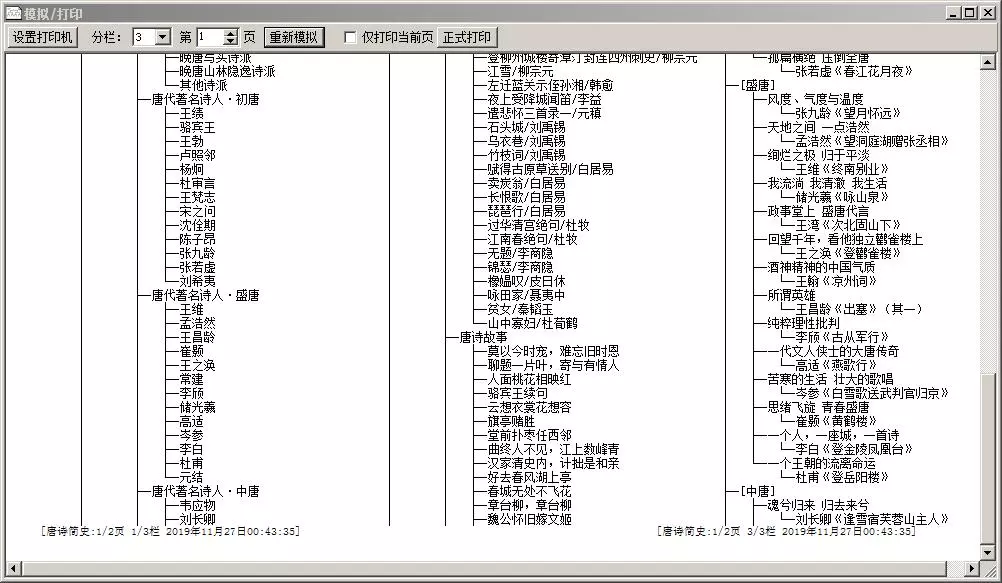 模拟/打印
设置打印机 分栏: 3 第 1 页 重新模拟 仅打印当前页 正式打印
晚唐与头诗派
晚唐山林隐逸诗派
其他诗派
唐代著名诗人·初唐
王绩
骆宾王
王勃
卢照邻
杨炯
杜审言
王梵志
宋之问
沈佺期
陈子昂
张九龄
张若虚
刘希夷
唐代著名诗人·盛唐
王维
孟浩然
王昌龄
崔颢
王之涣
常建
李颀
储光羲
高适
岑参
李白
杜甫
元结
唐代著名诗人·中唐
韦应物
刘长卿
[唐诗简史:1/2页 1/3栏 2019年11月27日00:43:35]
登柳州城楼寄漳汀封连四州刺史/柳宗元
江雪/柳宗元
左迁蓝关示侄孙湘/韩愈
夜上受降城闻笛/李益
遣悲怀三首录一/元稹
石头城/刘禹锡
乌衣巷/刘禹锡
竹枝词/刘禹锡
赋得古原草送别/白居易
卖炭翁/白居易
长恨歌/白居易
琵琶行/白居易
过华清宫绝句/杜牧
江南春绝句/杜牧
无题/李商隐
锦瑟/李商隐
橡媪叹/皮日休
咏田家/聂夷中
贫女/秦韬玉
山中寡妇/杜荀鹤
唐诗故事
莫以今时宠，难忘旧时恩
聊题一片叶，寄与有情人
人面桃花相映红
骆宾王续句
云想衣裳花想容
旗亭赌胜
堂前扑枣任西邻
曲终人不见，江上数峰青
汉家清史内，计拙是和亲
好去春风湖上亭
春城无处不飞花
章台柳，章台柳
魏公怀旧嫁文姬
孤篇横绝 压倒全唐
张若虚《春江花月夜》
[盛唐]
风度、气度与温度
张九龄《望月怀远》
天地之间 一点浩然
孟浩然《望洞庭湖赠张丞相》
绚烂之极 归于平淡
王维《终南别业》
我流淌 我清澈 我生活
储光羲《咏山泉》
政事堂上 盛唐代言
王湾《次北固山下》
回望千年，看他独立鹳雀楼上
王之涣《登鹳雀楼》
酒神精神的中国气质
王翰《凉州词》
所谓英雄
王昌龄《出塞》（其一）
纯粹理性批判
李颀《古从军行》
一代文人侠士的大唐传奇
高适《燕歌行》
苦寒的生活 壮大的歌唱
岑参《白雪歌送武判官归京》
思绪飞旋 青春盛唐
崔颢《黄鹤楼》
一个人，一座城，一首诗
李白《登金陵凤凰台》
一个王朝的流离命运
杜甫《登岳阳楼》
[中唐]
魂兮归来 归去来兮
刘长卿《逢雪宿芙蓉山主人》
[唐诗简史:1/2页 3/3栏 2019年11月27日00:43:35]